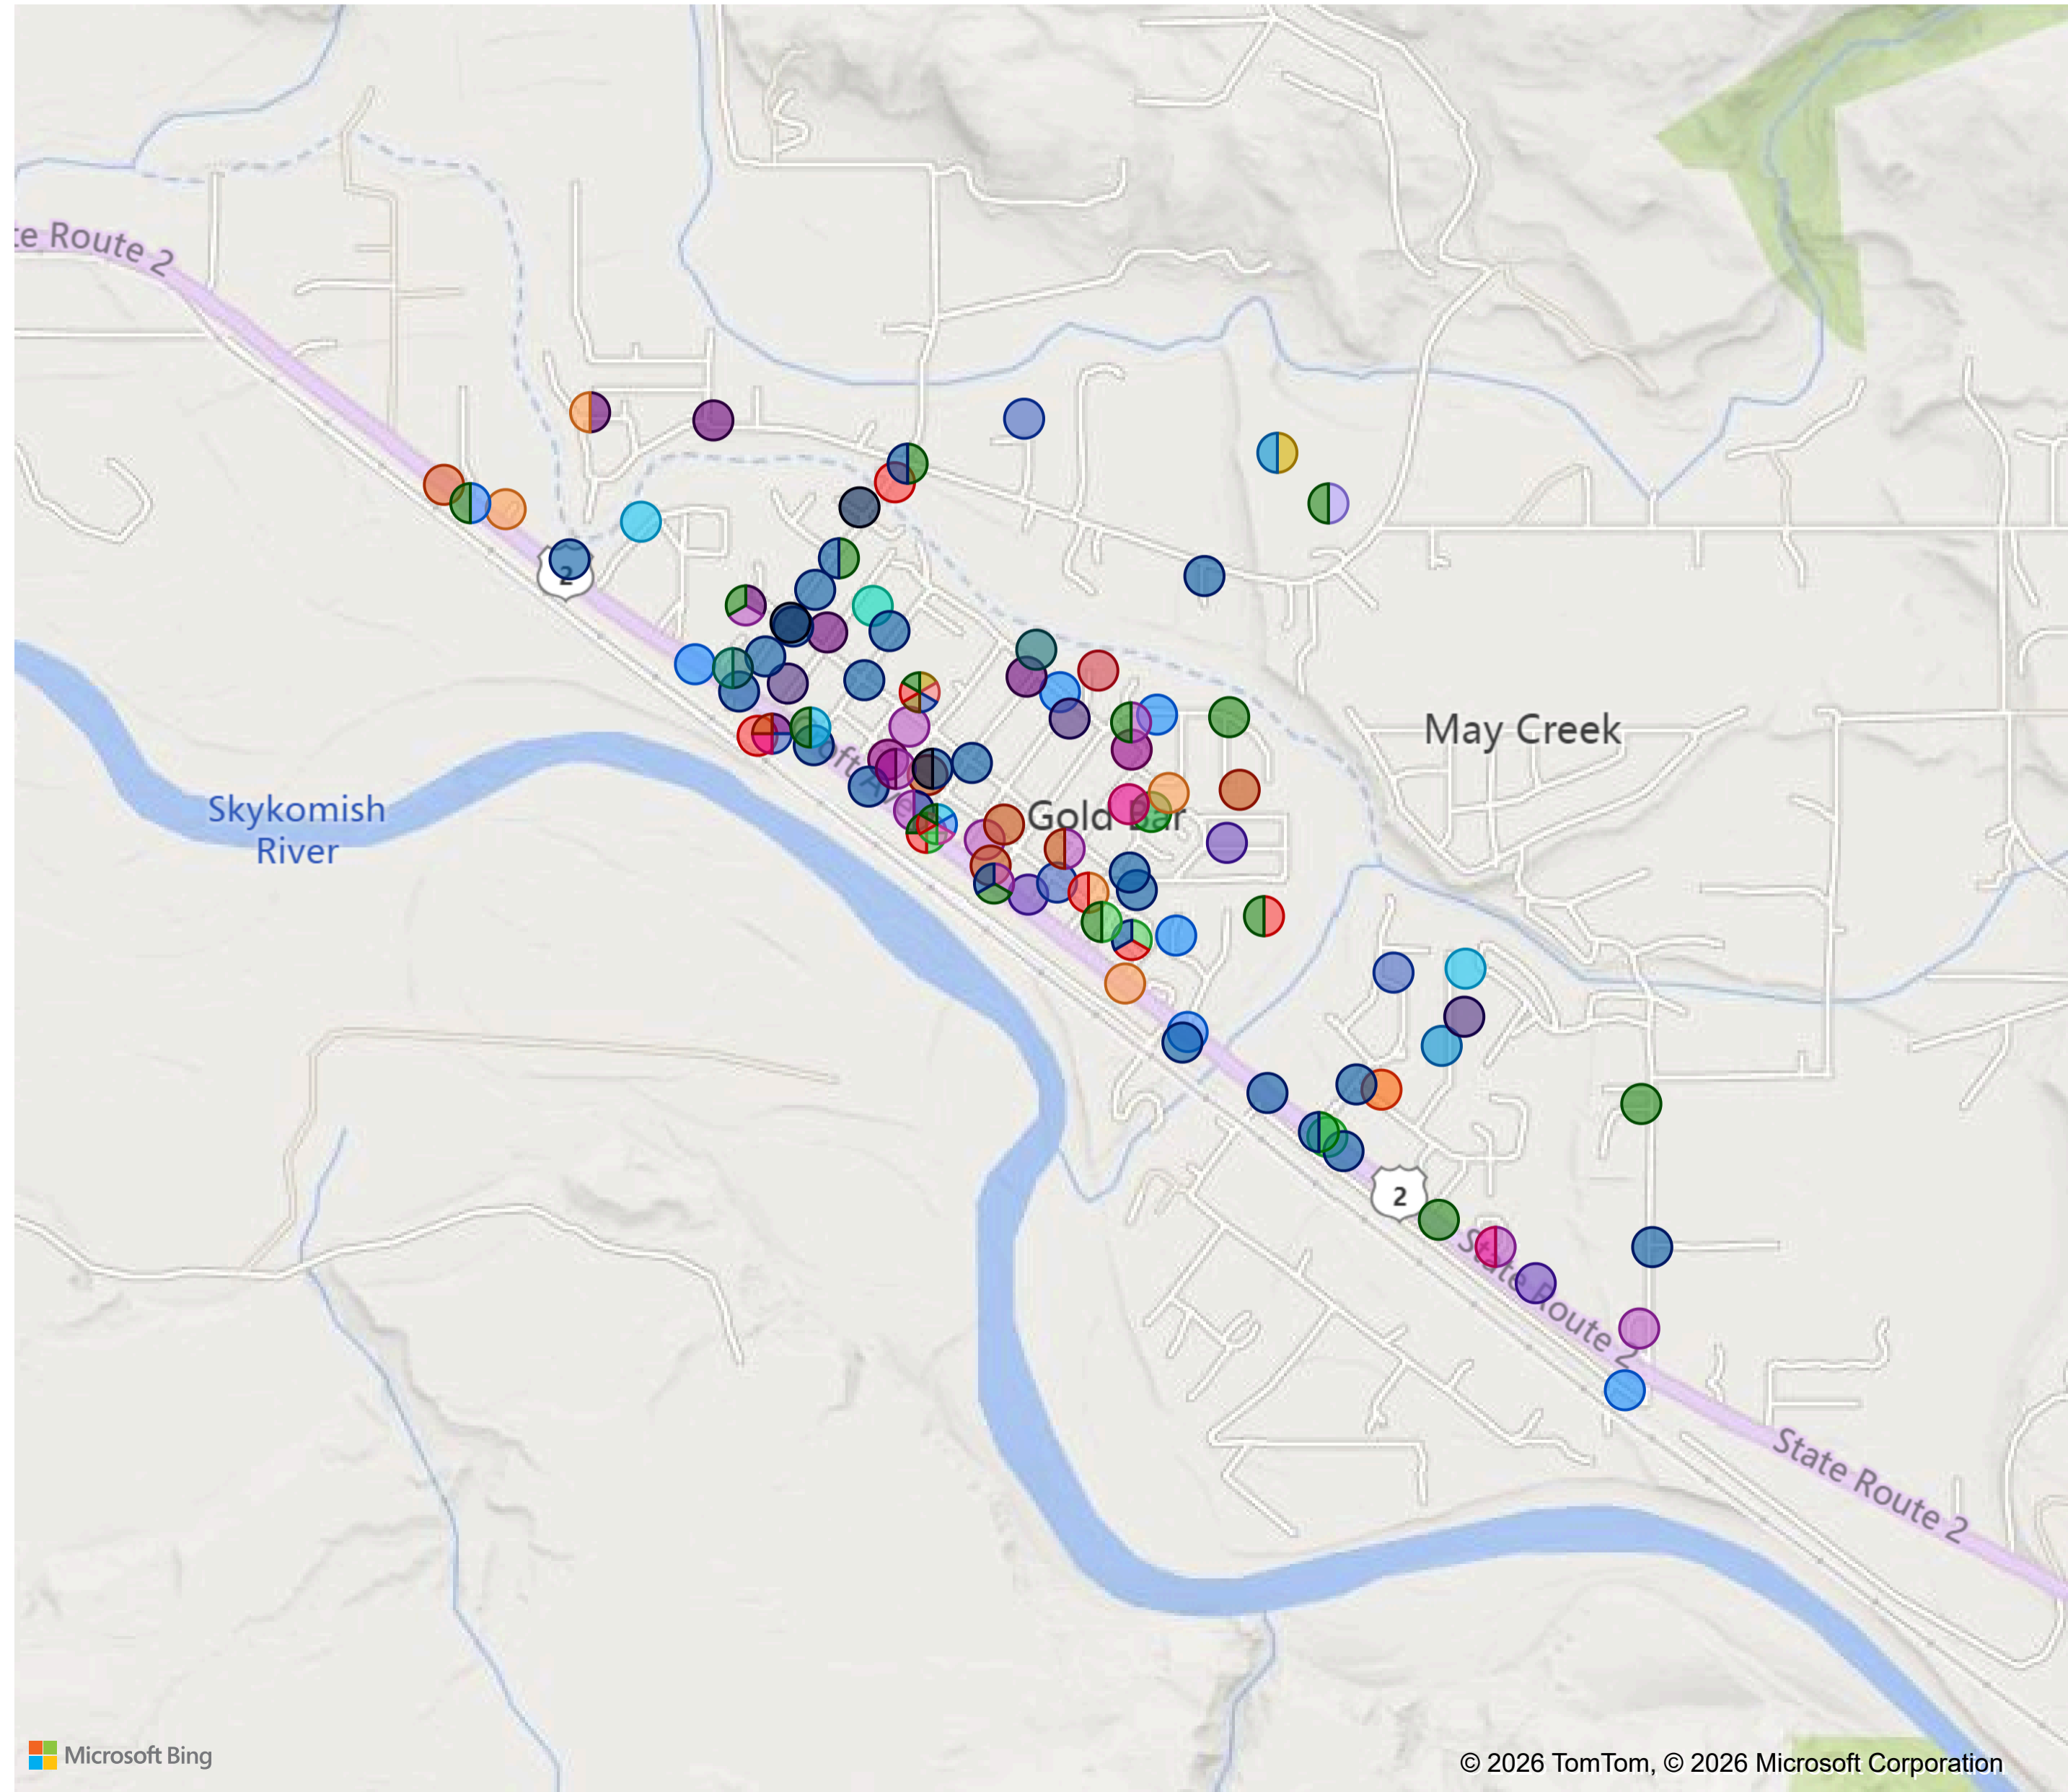 te Route 2
2
May Creek
Skykomish
River
Gold Bar
2
State Route 2
State Route 2
Microsoft Bing
© 2026 TomTom, © 2026 Microsoft Corporation